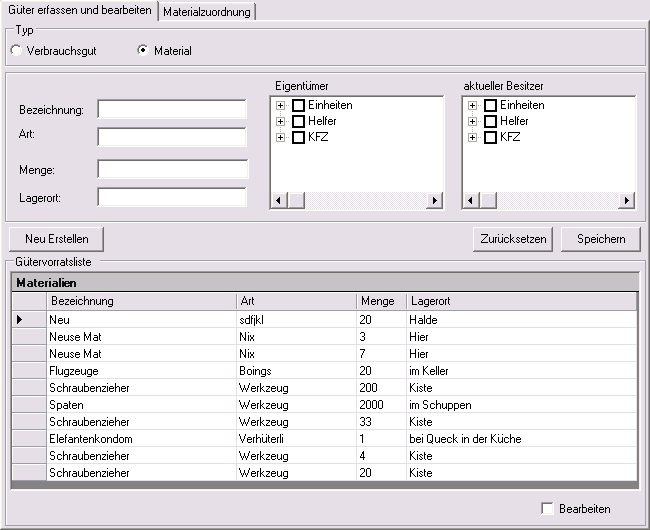 Güter erfassen und bearbeiten Materialzuordnung
Typ
Verbrauchsgut Material
Eigentümer aktueller Besitzer
Bezeichnung: Einheiten Einheiten
Helfer Helfer
Art: KFZ KFZ
Menge:
Lagerort:
Neu Erstellen Zurücksetzen Speichern
Gütervorratsliste
Materialien
Bezeichnung Art Menge Lagerort
Neu sdfjkl 20 Halde
Neuse Mat Nix 3 Hier
Neuse Mat Nix 7 Hier
Flugzeuge Boings 20 im Keller
Schraubenzieher Werkzeug 200 Kiste
Spaten Werkzeug 2000 im Schuppen
Schraubenzieher Werkzeug 33 Kiste
Elefantenkondom Verhüterli 1 bei Queck in der Küche
Schraubenzieher Werkzeug 4 Kiste
Schraubenzieher Werkzeug 20 Kiste
Bearbeiten